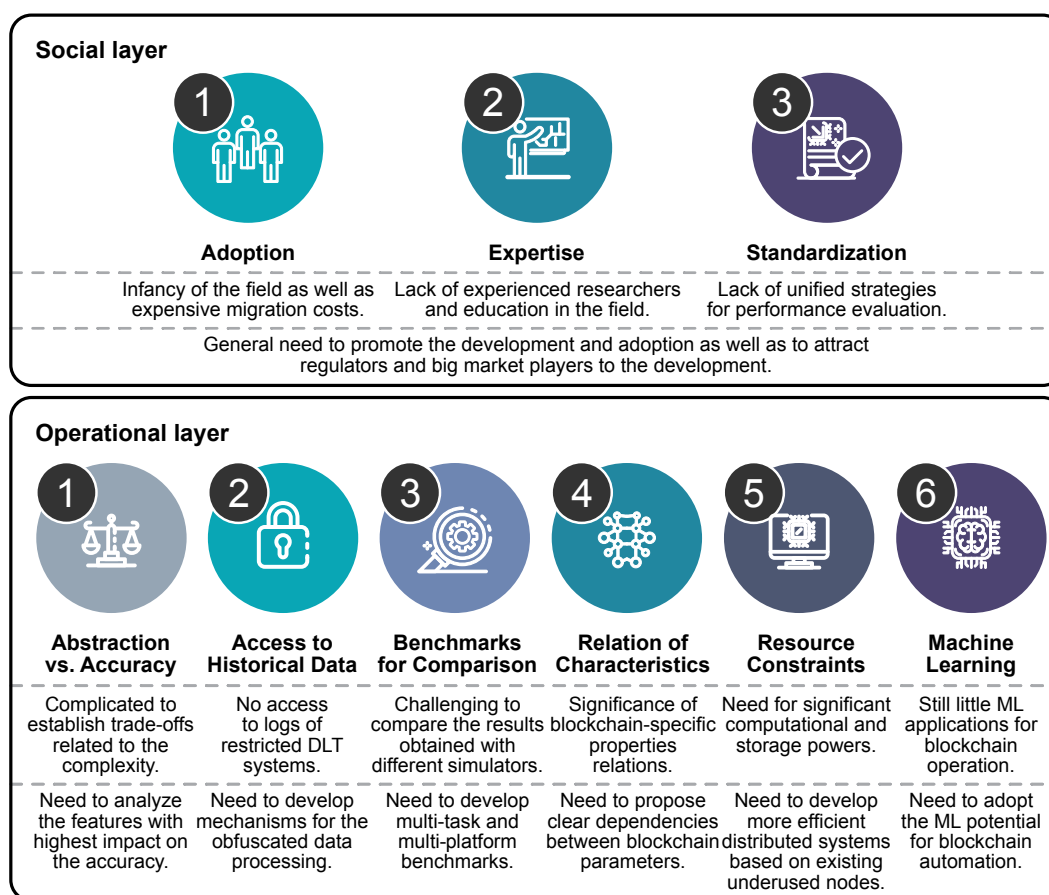 Social layer
1
2
3
Adoption
Expertise
Standardization
Infancy of the field as well as
expensive migration costs.
Lack of experienced researchers
and education in the field.
Lack of unified strategies
for performance evaluation.
General need to promote the development and adoption as well as to attract
regulators and big market players to the development.
Operational layer
1
2
3
4
5
6
Abstraction
vs. Accuracy
Access to
Historical Data
Benchmarks
for Comparison
Relation of
Characteristics
Resource
Constraints
Machine
Learning
Complicated to
establish trade-offs
related to the
complexity.
No access
to logs of
restricted DLT
systems.
Challenging to
compare the results
obtained with
different simulators.
Significance of
blockchain-specific
properties
relations.
Need for significant
computational and
storage powers.
Still little ML
applications for
blockchain
operation.
Need to analyze
the features with
highest impact on
the accuracy.
Need to develop
mechanisms for the
obfuscated data
processing.
Need to develop
multi-task and
multi-platform
benchmarks.
Need to propose
clear dependencies
between blockchain
parameters.
Need to develop
more efficient
distributed systems
based on existing
underused nodes.
Need to adopt
the ML potential
for blockchain
automation.